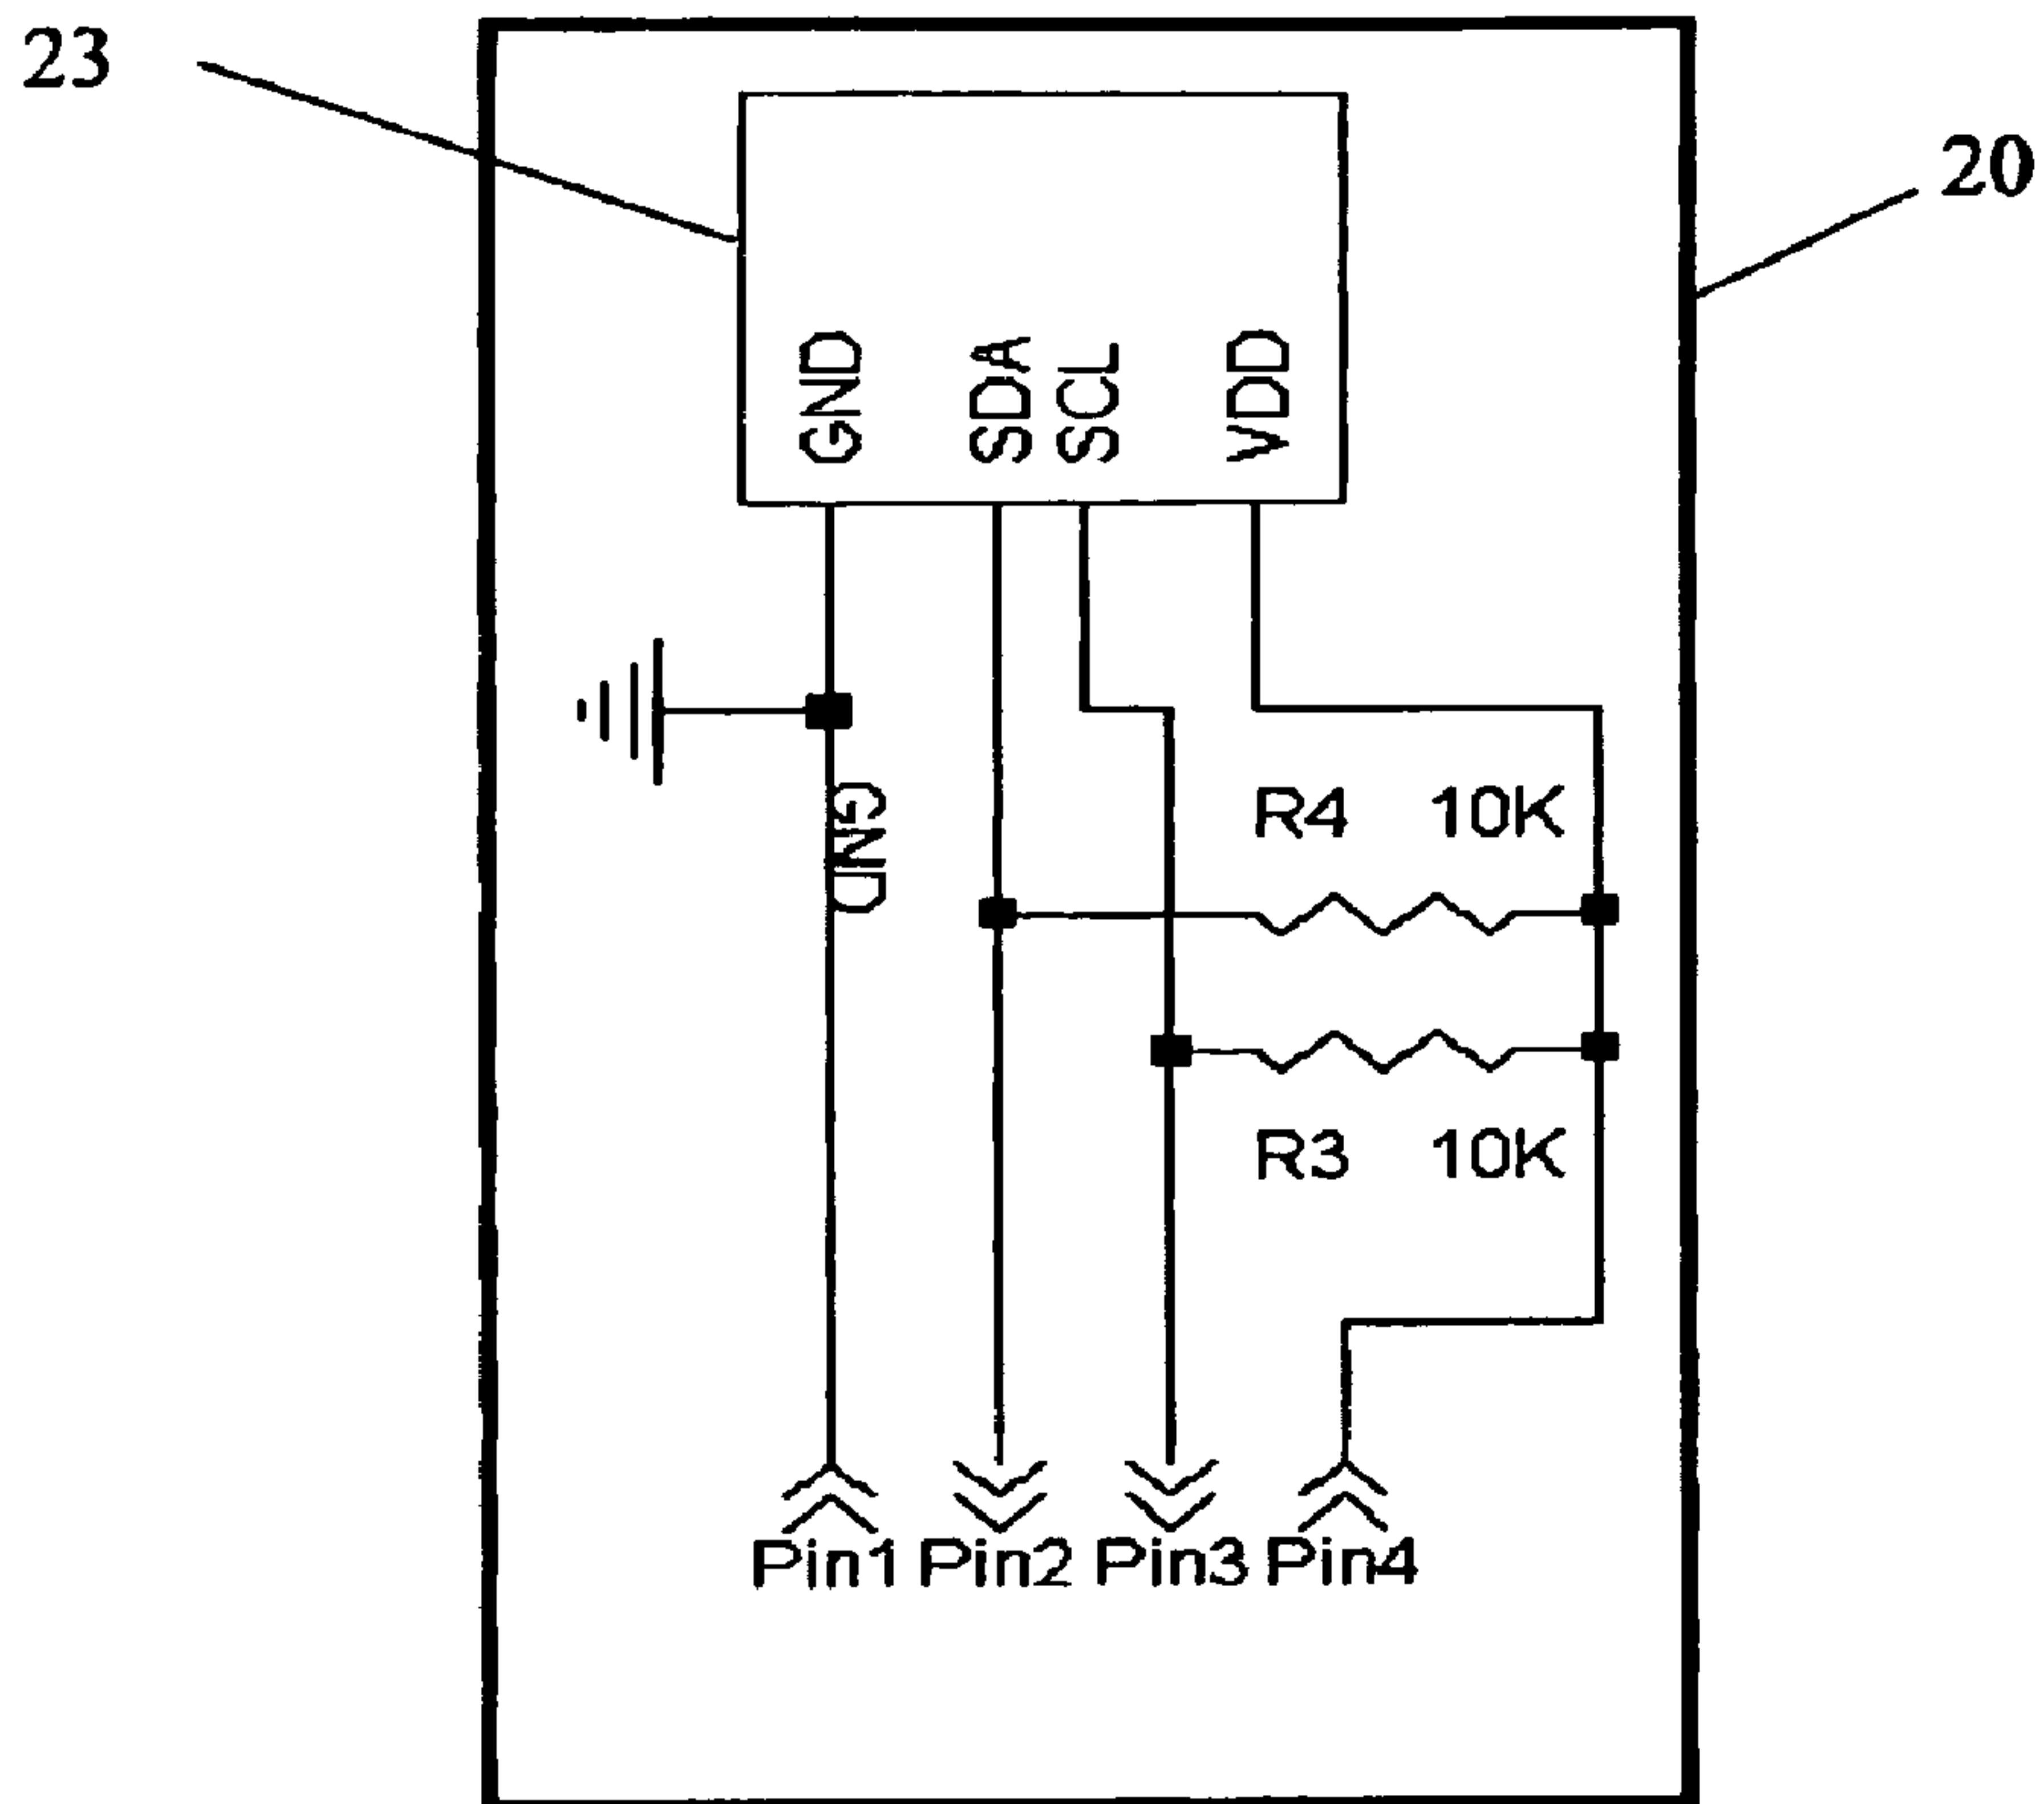 23
20
GND
SDA
SCL
VDD
GND
R4 10K
R3 10K
Pin1 Pin2 Pin3 Pin4